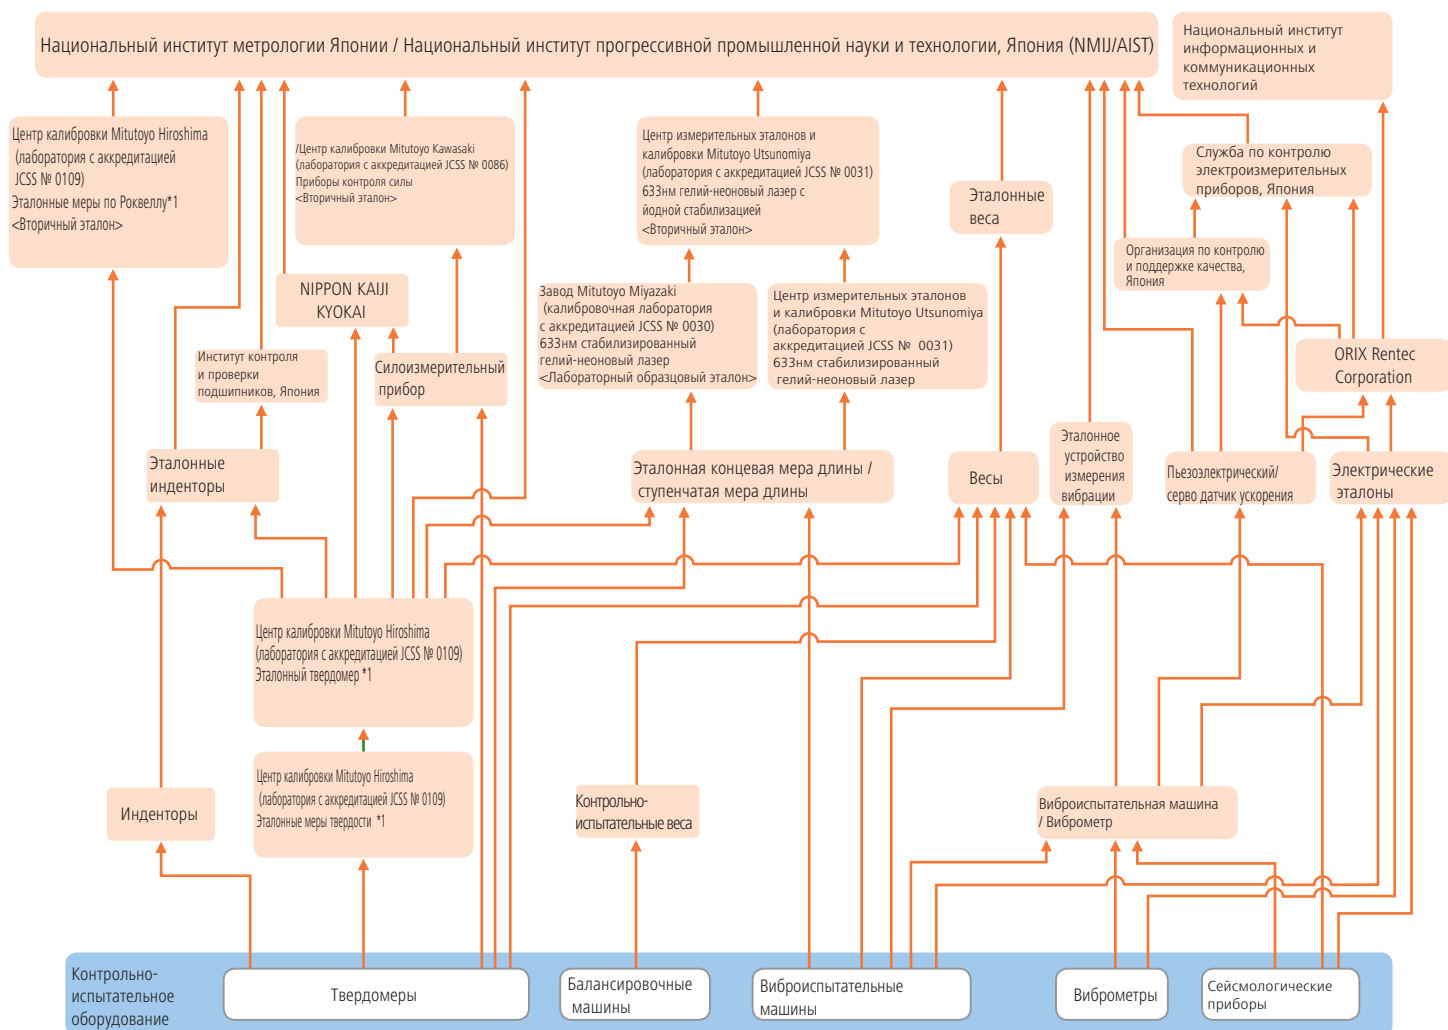 Национальный институт метрологии Японии / Национальный институт прогрессивной промышленной науки и технологии, Япония (NMIJ/AIST)
Национальный институт
информационных и
коммуникационных
технологий
Центр калибровки Mitutoyo Hiroshima
(лаборатория с аккредитацией
JCSS № 0109)
Эталонные меры по Роквеллу*1
<Вторичный эталон>
/Центр калибровки Mitutoyo Kawasaki
(лаборатория с аккредитацией JCSS № 0086)
Приборы контроля силы
<Вторичный эталон>
Центр измерительных эталонов и
калибровки Mitutoyo Utsunomiya
(лаборатория с аккредитацией JCSS № 0031)
633нм гелий-неоновый лазер с
йодной стабилизацией
<Вторичный эталон>
Эталонные
веса
Служба по контролю
электроизмерительных
приборов, Япония
Организация по контролю
и поддержке качества,
Япония
NIPPON KAIJI
KYOKAI
Завод Mitutoyo Miyazaki
(калибровочная лаборатория
с аккредитацией JCSS № 0030)
633нм стабилизированный
гелий-неоновый лазер
<Лабораторный образцовый эталон>
Центр измерительных эталонов
и калибровки Mitutoyo Utsunomiya
(лаборатория с
аккредитацией JCSS № 0031)
633нм стабилизированный
гелий-неоновый лазер
Институт контроля
и проверки
подшипников, Япония
Силоизмерительный
прибор
ORIX Rentec
Corporation
Эталонные
инденторы
Эталонная концевая мера длины /
ступенчатая мера длины
Весы
Эталонное
устройство
измерения
вибрации
Пьезоэлектрический/
серво датчик ускорения
Электрические
эталоны
Центр калибровки Mitutoyo Hiroshima
(лаборатория с аккредитацией JCSS № 0109)
Эталонный твердомер *1
Центр калибровки Mitutoyo Hiroshima
(лаборатория с аккредитацией JCSS № 0109)
Эталонные меры твердости *1
Инденторы
Контрольно-
испытательные веса
Виброиспытательная машина
/ Виброметр
Контрольно-
испытательное
оборудование
Твердомеры
Балансировочные
машины
Виброиспытательные
машины
Виброметры
Сейсмологические
приборы